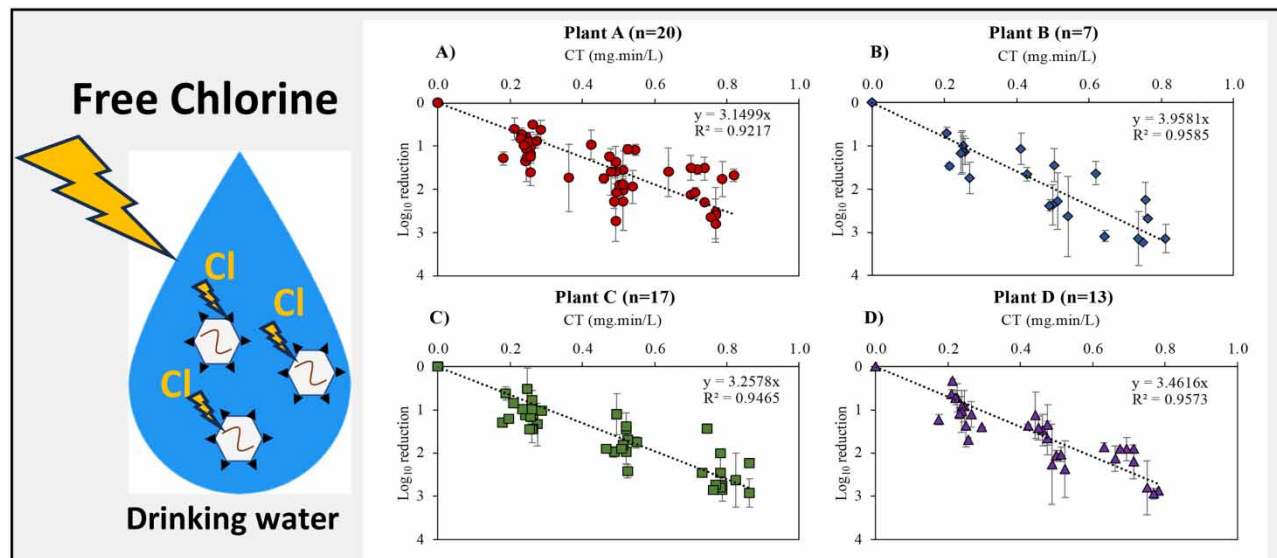 Free Chlorine
Cl
Cl
Cl
Drinking water
Plant A (n=20)
A)
CT (mg.min/L)
0.0 0.2 0.4 0.6 0.8 1.0
0
1
2
3
4
Log10 reduction
y = 3.1499x
R² = 0.9217
Plant B (n=7)
B)
CT (mg.min/L)
0.0 0.2 0.4 0.6 0.8 1.0
0
1
2
3
4
Log10 reduction
y = 3.9581x
R² = 0.9585
Plant C (n=17)
C)
CT (mg.min/L)
0.0 0.2 0.4 0.6 0.8 1.0
0
1
2
3
4
Log10 reduction
y = 3.2578x
R² = 0.9465
Plant D (n=13)
D)
CT (mg.min/L)
0.0 0.2 0.4 0.6 0.8 1.0
0
1
2
3
4
Log10 reduction
y = 3.4616x
R² = 0.9573